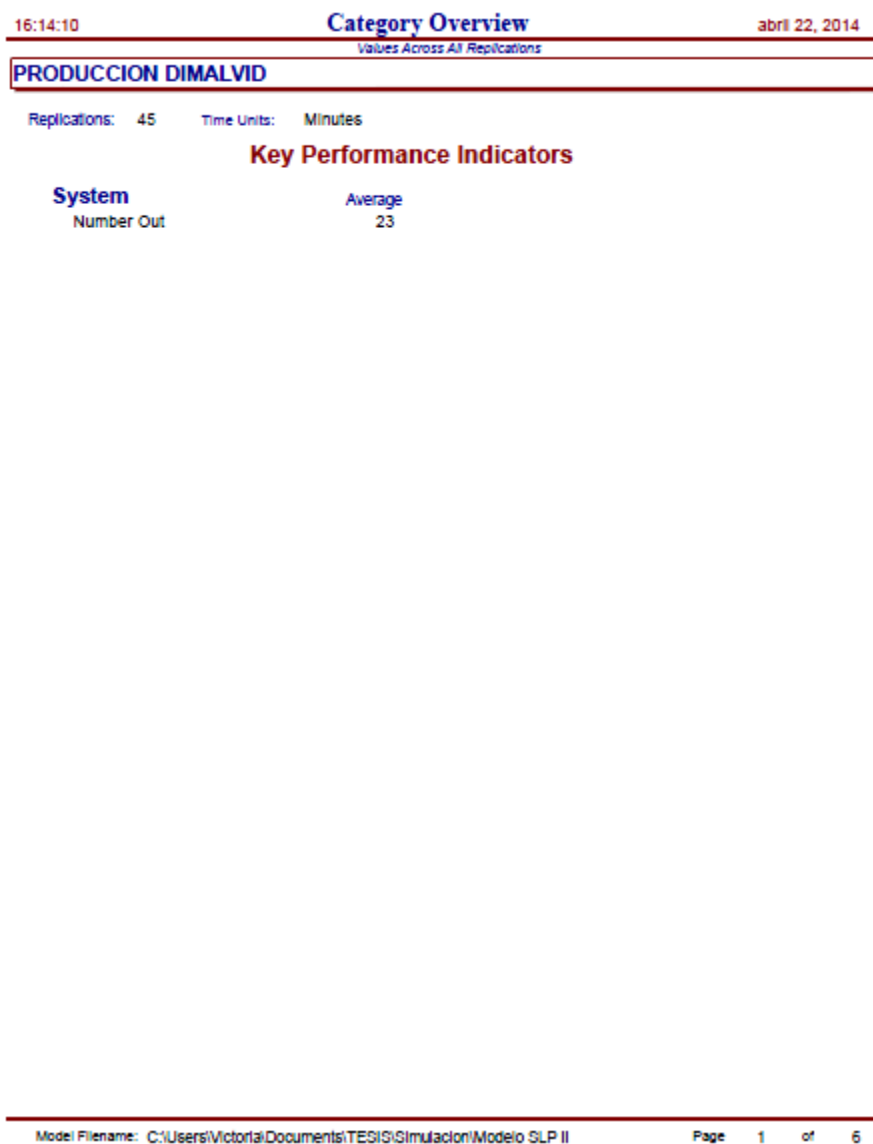 16:14:10 Category Overview abril 22, 2014
Values Across All Replications
PRODUCCION DIMALVID
Replications: 45 Time Units: Minutes
Key Performance Indicators
System Average
Number Out 23
Model Filename: C:\Users\Victoria\Documents\TESIS\Simulacion\Modelo SLP II Page 1 of 6